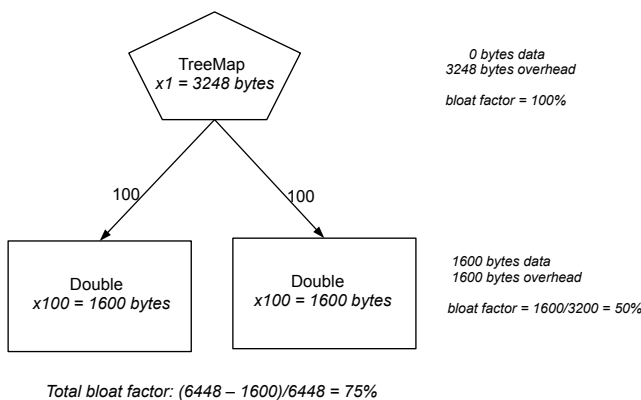 TreeMap
x1 = 3248 bytes
0 bytes data
3248 bytes overhead
bloat factor = 100%
100
100
Double
x100 = 1600 bytes
Double
x100 = 1600 bytes
1600 bytes data
1600 bytes overhead
bloat factor = 1600/3200 = 50%
Total bloat factor: (6448 – 1600)/6448 = 75%